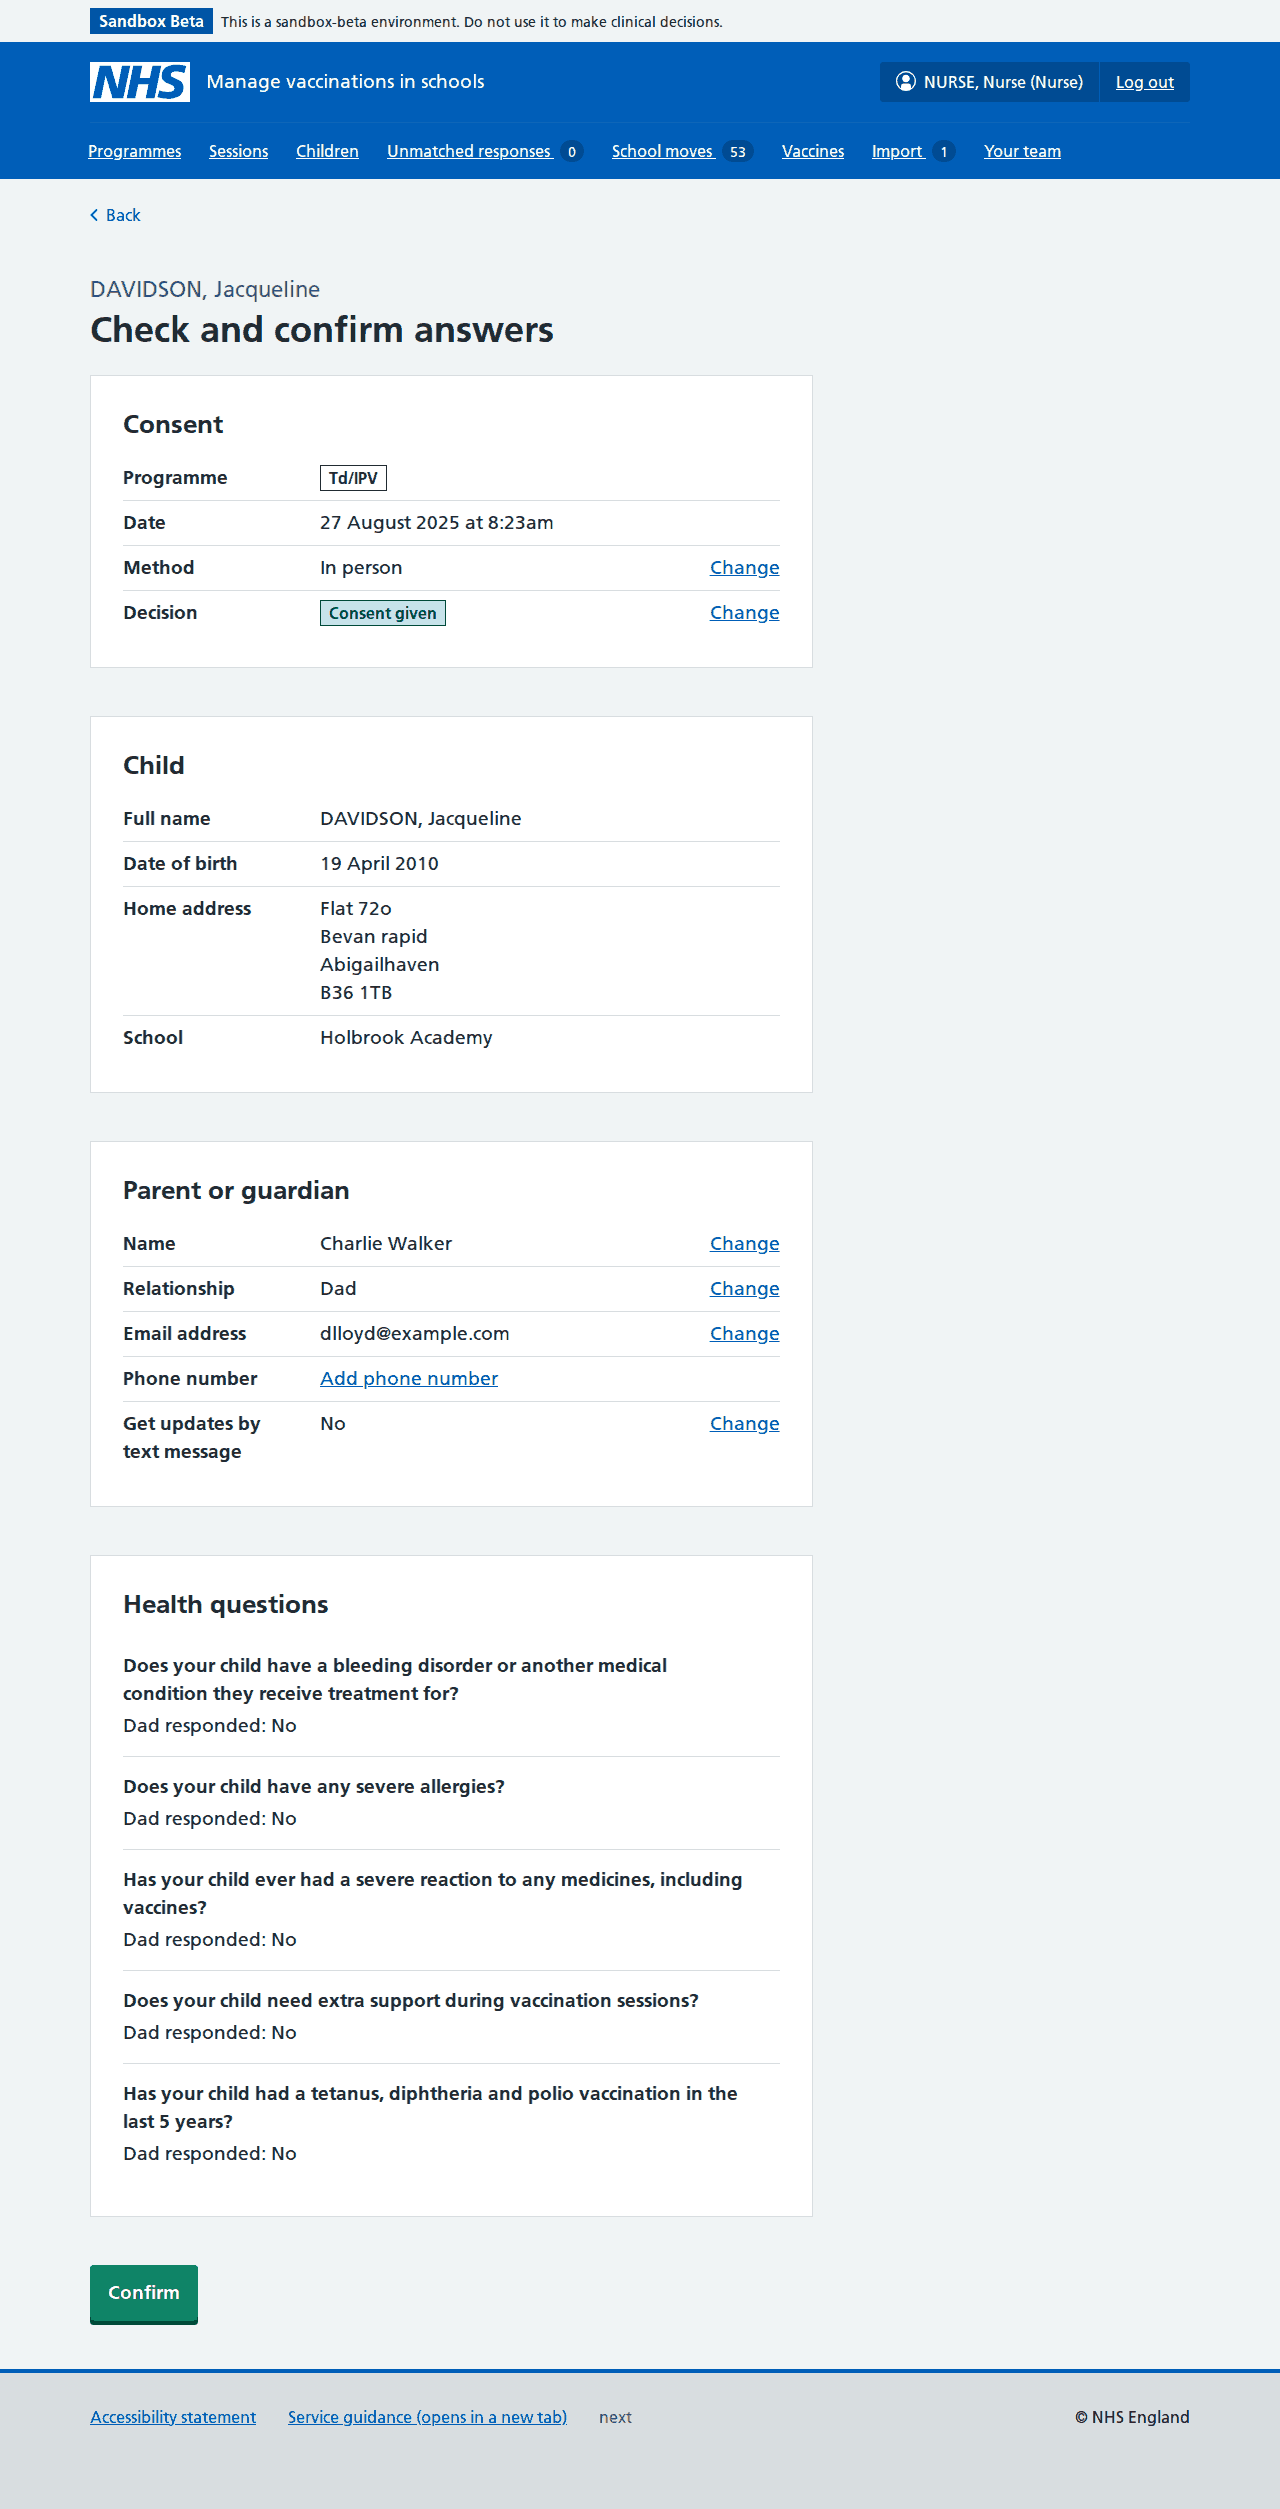 Sandbox Beta This is a sandbox-beta environment. Do not use it to make clinical decisions.
NHS Manage vaccinations in schools NURSE, Nurse (Nurse) Log out
Programmes Sessions Children Unmatched responses 0 School moves 53 Vaccines Import 1 Your team
Back
DAVIDSON, Jacqueline
Check and confirm answers
Consent
Programme Td/IPV
Date 27 August 2025 at 8:23am
Method In person Change
Decision Consent given Change
Child
Full name DAVIDSON, Jacqueline
Date of birth 19 April 2010
Home address Flat 72o
Bevan rapid
Abigailhaven
B36 1TB
School Holbrook Academy
Parent or guardian
Name Charlie Walker Change
Relationship Dad Change
Email address dlloyd@example.com Change
Phone number Add phone number
Get updates by No Change
text message
Health questions
Does your child have a bleeding disorder or another medical
condition they receive treatment for?
Dad responded: No
Does your child have any severe allergies?
Dad responded: No
Has your child ever had a severe reaction to any medicines, including
vaccines?
Dad responded: No
Does your child need extra support during vaccination sessions?
Dad responded: No
Has your child had a tetanus, diphtheria and polio vaccination in the
last 5 years?
Dad responded: No
Confirm
Accessibility statement Service guidance (opens in a new tab) next © NHS England